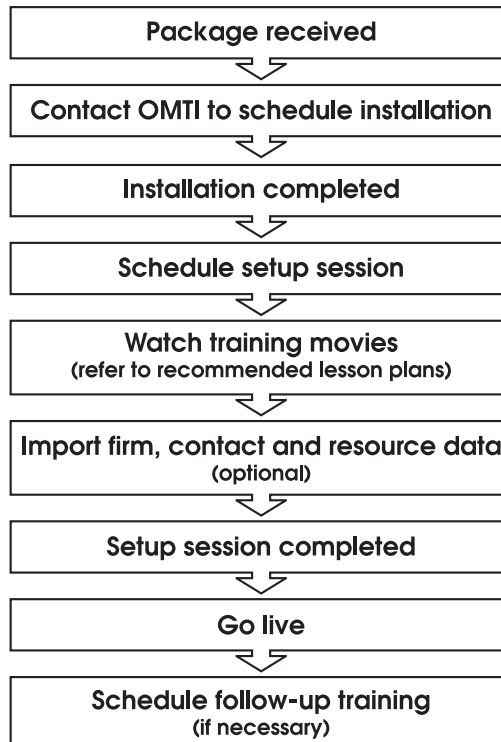 Package received
Contact OMTI to schedule installation
Installation completed
Schedule setup session
Watch training movies
(refer to recommended lesson plans)
Import firm, contact and resource data
(optional)
Setup session completed
Go live
Schedule follow-up training
(if necessary)